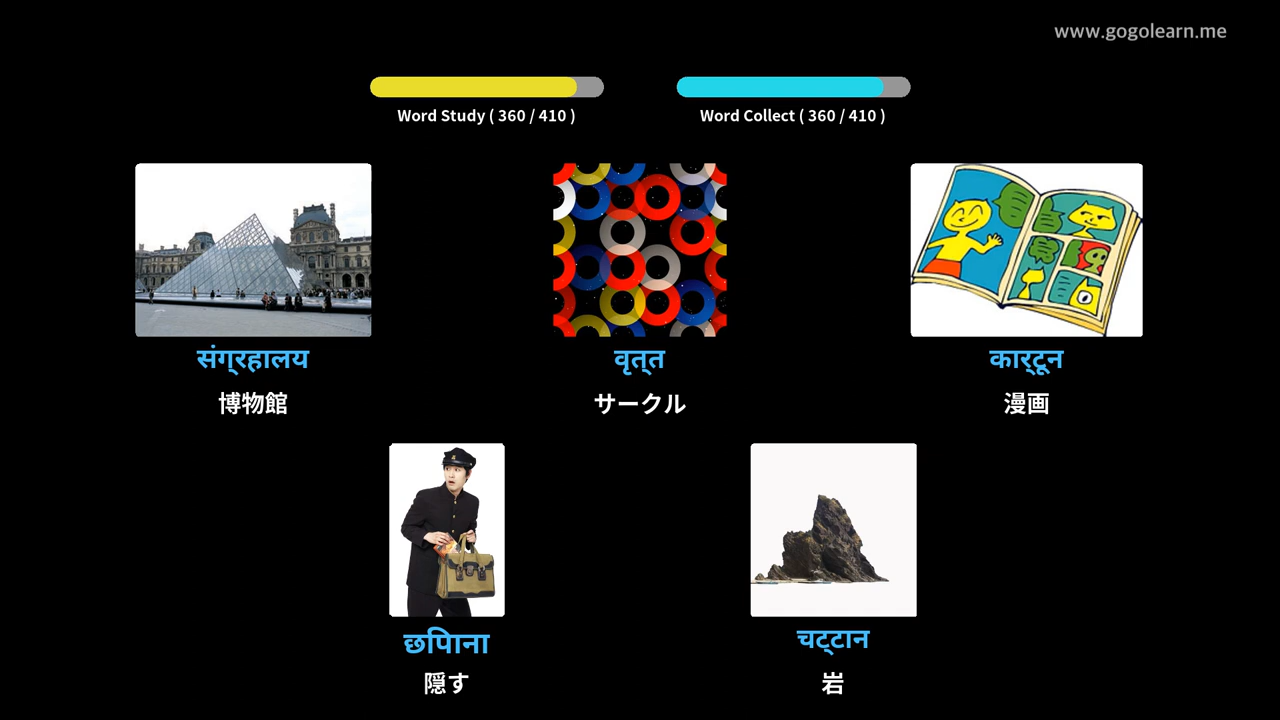 www.gogolearn.me
Word Study ( 360 / 410 )
Word Collect ( 360 / 410 )
संग्‌रहालय
वृत्‌त
कार्‌टून
博物館
サークル
漫画
छिपाना
चट्‌टान
隠す
岩